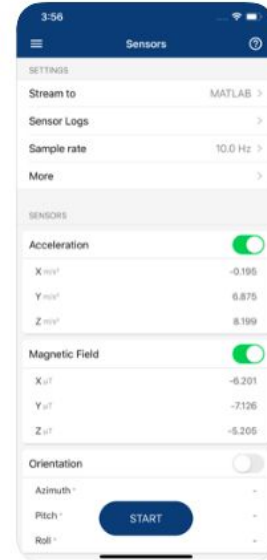 3:56
Sensors
SETTINGS
Stream to MATLAB >
Sensor Logs >
Sample rate 10.0 Hz >
More >
SENSORS
Acceleration
X m/s² -0.195
Y m/s² 6.875
Z m/s² 8.199
Magnetic Field
X µT -6.201
Y µT -7.126
Z µT -5.205
Orientation
Azimuth ° -
Pitch ° -
START
Roll ° -